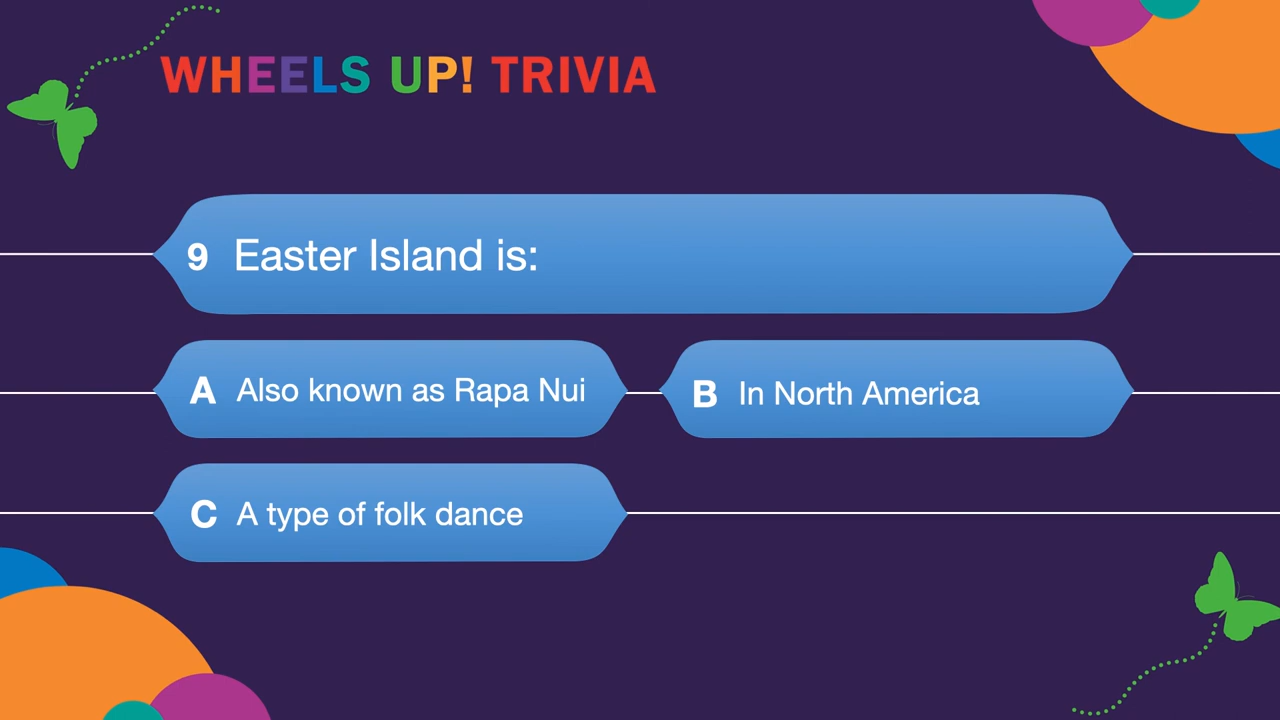 WHEELS UP! TRIVIA
9 Easter Island is:
A Also known as Rapa Nui
B In North America
C A type of folk dance